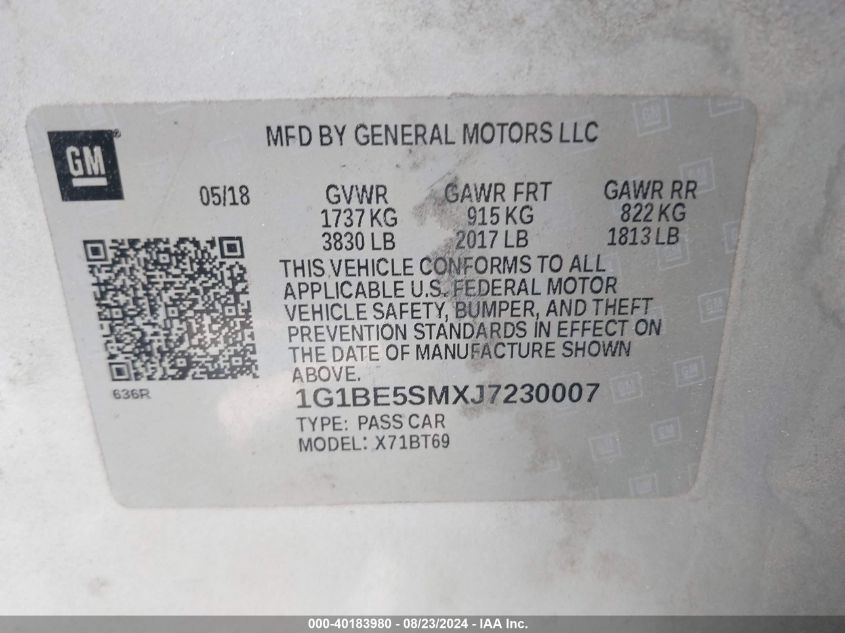 GM
MFD BY GENERAL MOTORS LLC
05/18 GVWR GAWR FRT GAWR RR
1737 KG 915 KG 822 KG
3830 LB 2017 LB 1813 LB
THIS VEHICLE CONFORMS TO ALL
APPLICABLE U.S. FEDERAL MOTOR
VEHICLE SAFETY, BUMPER, AND THEFT
PREVENTION STANDARDS IN EFFECT ON
THE DATE OF MANUFACTURE SHOWN
ABOVE.
636R
1G1BE5SMXJ7230007
TYPE: PASS CAR
MODEL: X71BT69
000-40183980 - 08/23/2024 - IAA Inc.